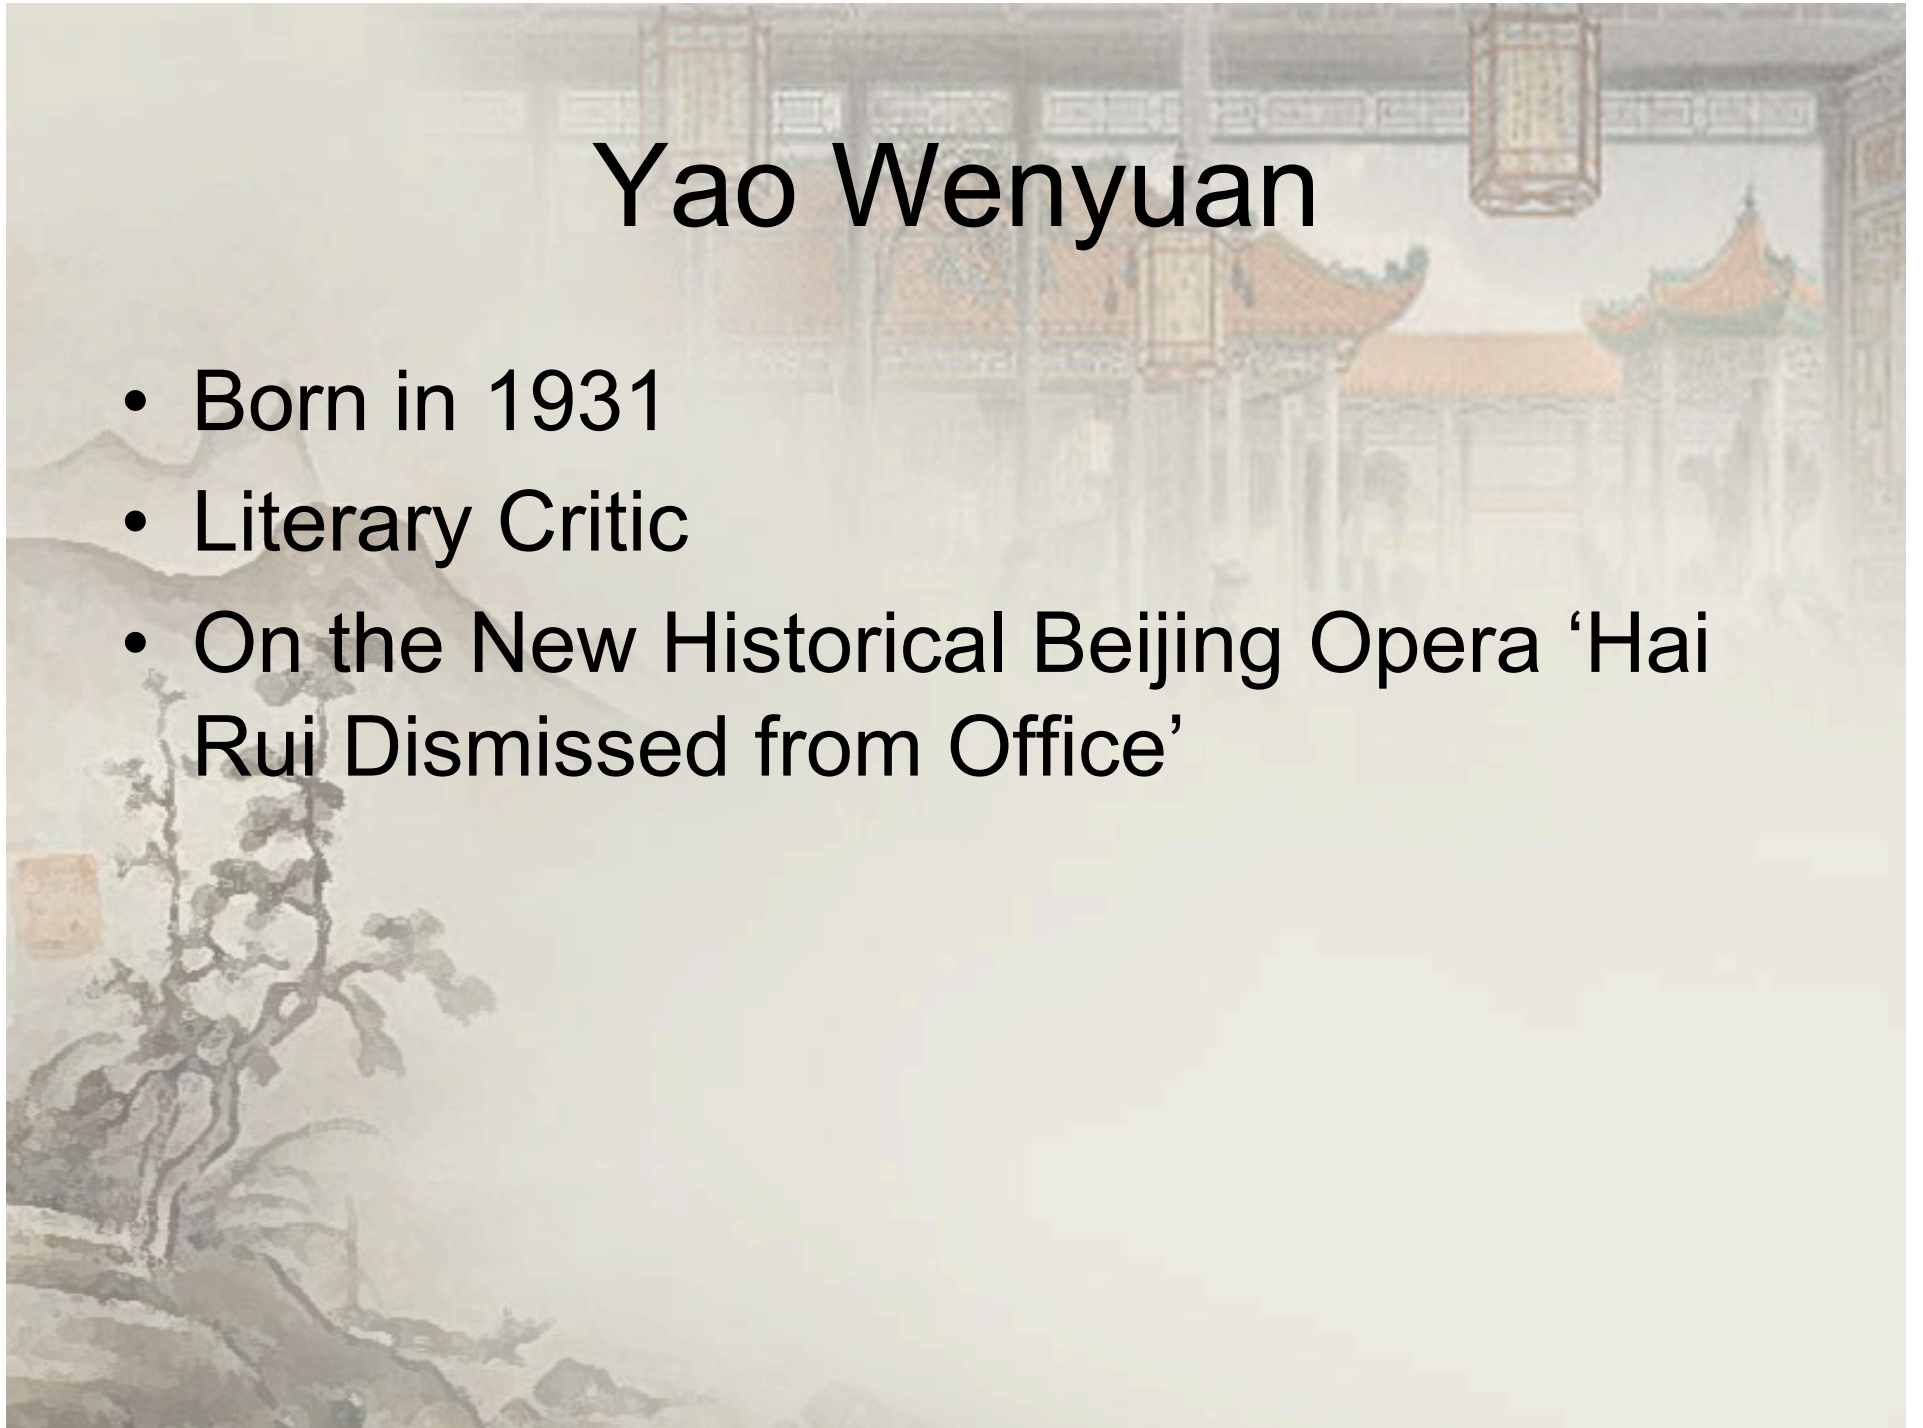 Yao Wenyuan
• Born in 1931
• Literary Critic
• On the New Historical Beijing Opera ‘Hai
Rui Dismissed from Office’